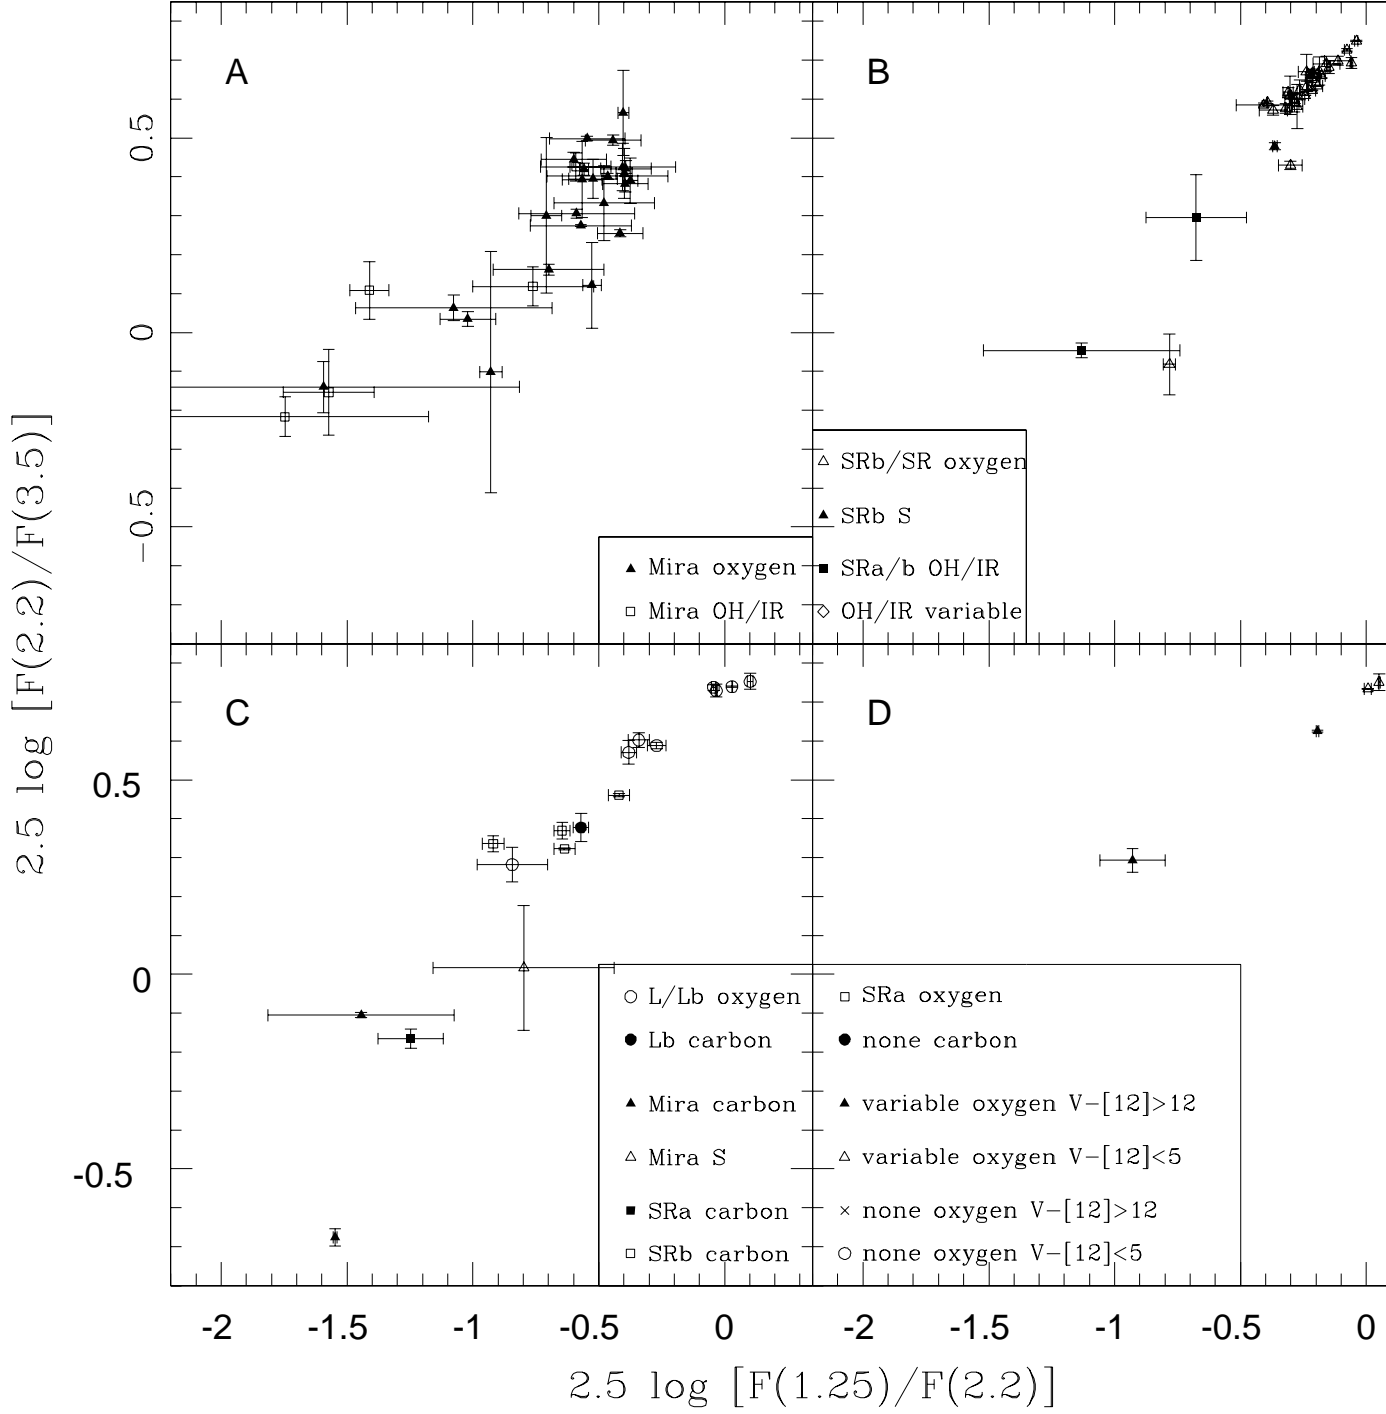 A
B
0.5
0
−0.5
SRb/SR oxygen
SRb S
SRa/b OH/IR
OH/IR variable
Mira oxygen
Mira OH/IR
2.5 log [F(2.2)/F(3.5)]
C
D
0.5
0
-0.5
L/Lb oxygen
Lb carbon
Mira carbon
Mira S
SRa carbon
SRb carbon
SRa oxygen
none carbon
variable oxygen V−[12]>12
variable oxygen V−[12]<5
none oxygen V−[12]>12
none oxygen V−[12]<5
-2 -1.5 -1 -0.5 0
-2 -1 -0.5 0
2.5 log [F(1.25)/F(2.2)]